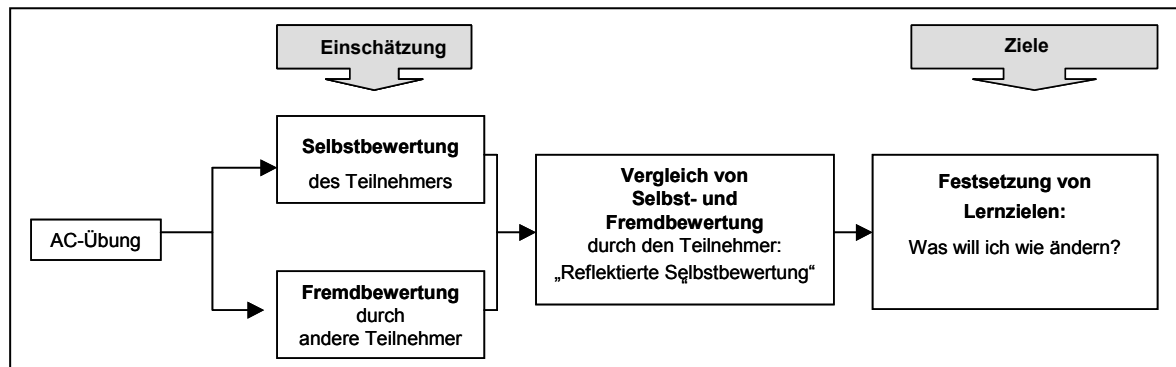 Einschätzung
Ziele
AC-Übung
Selbstbewertung
des Teilnehmers
Fremdbewertung
durch
andere Teilnehmer
Vergleich von
Selbst- und
Fremdbewertung
durch den Teilnehmer:
„Reflektierte Selbstbewertung“
Festsetzung von
Lernzielen:
Was will ich wie ändern?